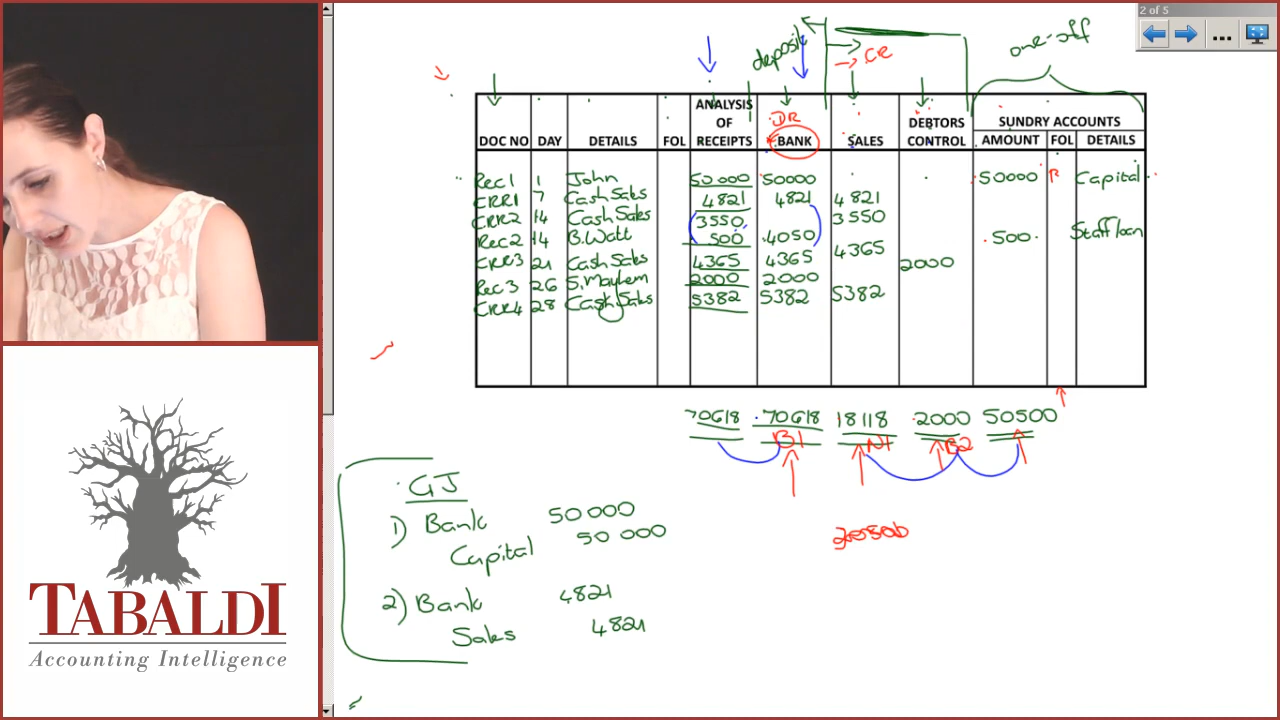 2 of 5
deposit
→ CR
one-off
DOC NO DAY DETAILS FOL ANALYSIS OF RECEIPTS BANK SALES DEBTORS CONTROL SUNDRY ACCOUNTS AMOUNT FOL DETAILS
DR
Rec1 1 John 50000 50000 50000 Capital
CRR1 7 Cash Sales 4821 4821 4821
CRR2 14 Cash Sales 3550 3550
Rec2 14 B.Watt 500 4050 500 Staff loan
CRR3 21 Cash Sales 4365 4365 4365
Rec3 26 S.Mayhem 2000 2000 2000
CRR4 28 Cash Sales 5382 5382 5382
70618 70618 18118 2000 50500
B1 N1 B2
GJ
1) Bank 50 000
Capital 50 000
2) Bank 4821
Sales 4821
TABALDI
Accounting Intelligence